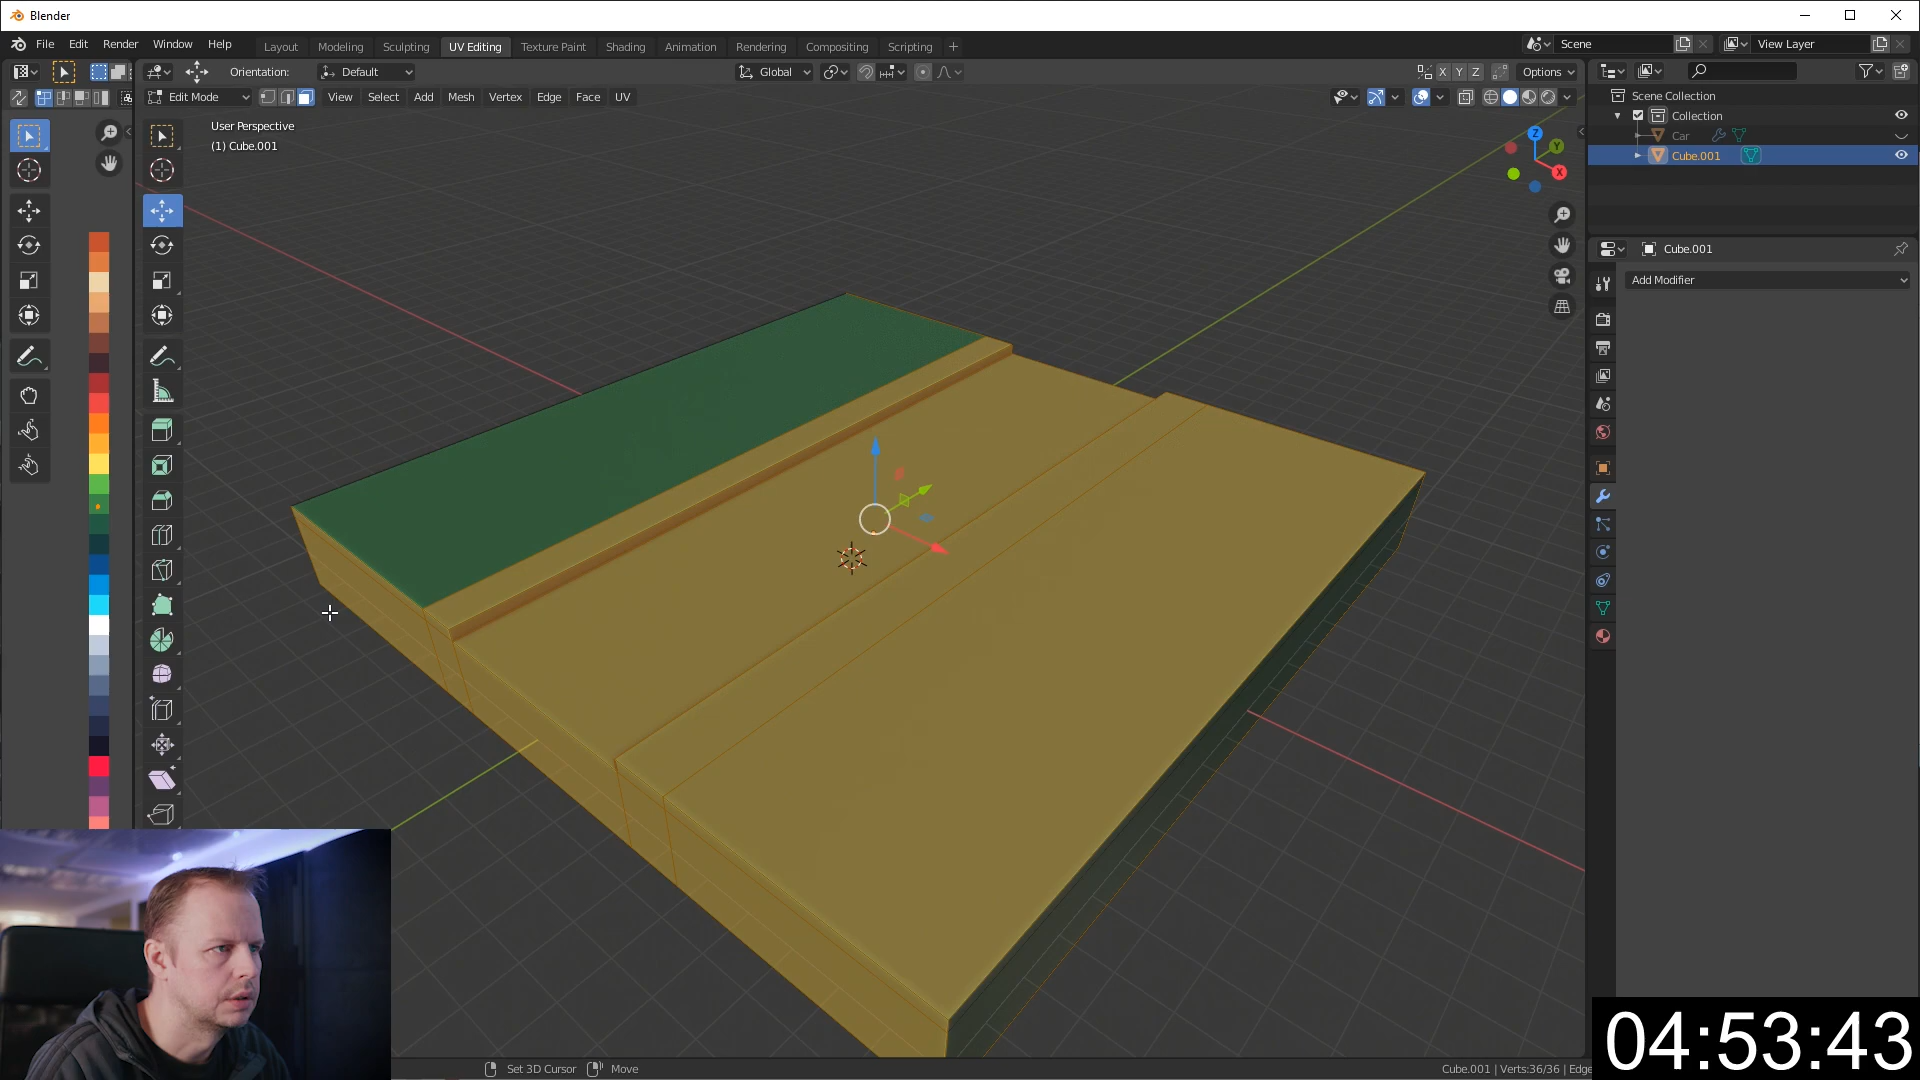 Blender
File Edit Render Window Help
Layout Modeling Sculpting UV Editing Texture Paint Shading Animation Rendering Compositing Scripting +
Scene
View Layer
Orientation: Default
Global
X Y Z
Options
Edit Mode
View Select Add Mesh Vertex Edge Face UV
User Perspective
(1) Cube.001
Z
Y
X
Scene Collection
Collection
Car
Cube.001
Cube.001
Add Modifier
Set 3D Cursor Move
Cube.001 | Verts:36/36 | Edge
04:53:43